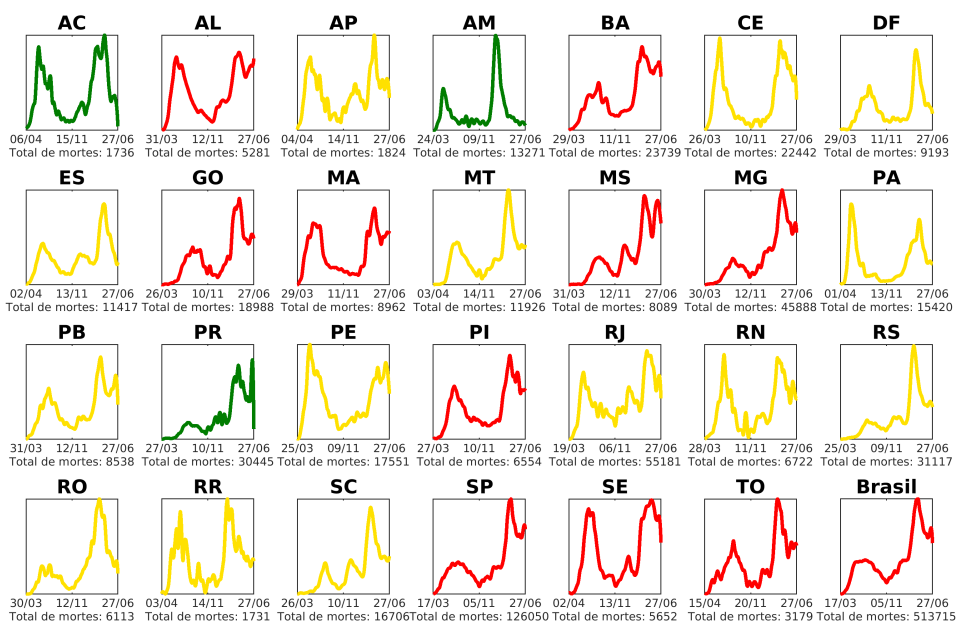 AC AL AP AM BA CE DF
06/04 15/11 27/06 31/03 12/11 27/06 04/04 14/11 27/06 24/03 09/11 27/06 29/03 11/11 27/06 26/03 10/11 27/06 29/03 11/11 27/06
Total de mortes: 1736 Total de mortes: 5281 Total de mortes: 1824 Total de mortes: 13271 Total de mortes: 23739 Total de mortes: 22442 Total de mortes: 9193
ES GO MA MT MS MG PA
02/04 13/11 27/06 26/03 10/11 27/06 29/03 11/11 27/06 03/04 14/11 27/06 31/03 12/11 27/06 30/03 12/11 27/06 01/04 13/11 27/06
Total de mortes: 11417 Total de mortes: 18988 Total de mortes: 8962 Total de mortes: 11926 Total de mortes: 8089 Total de mortes: 45888 Total de mortes: 15420
PB PR PE PI RJ RN RS
31/03 12/11 27/06 27/03 10/11 27/06 25/03 09/11 27/06 27/03 10/11 27/06 19/03 06/11 27/06 28/03 11/11 27/06 25/03 09/11 27/06
Total de mortes: 8538 Total de mortes: 30445 Total de mortes: 17551 Total de mortes: 6554 Total de mortes: 55181 Total de mortes: 6722 Total de mortes: 31117
RO RR SC SP SE TO Brasil
30/03 12/11 27/06 03/04 14/11 27/06 26/03 10/11 27/06 17/03 05/11 27/06 02/04 13/11 27/06 15/04 20/11 27/06 17/03 05/11 27/06
Total de mortes: 6113 Total de mortes: 1731 Total de mortes: 16706 Total de mortes: 126050 Total de mortes: 5652 Total de mortes: 3179 Total de mortes: 513715